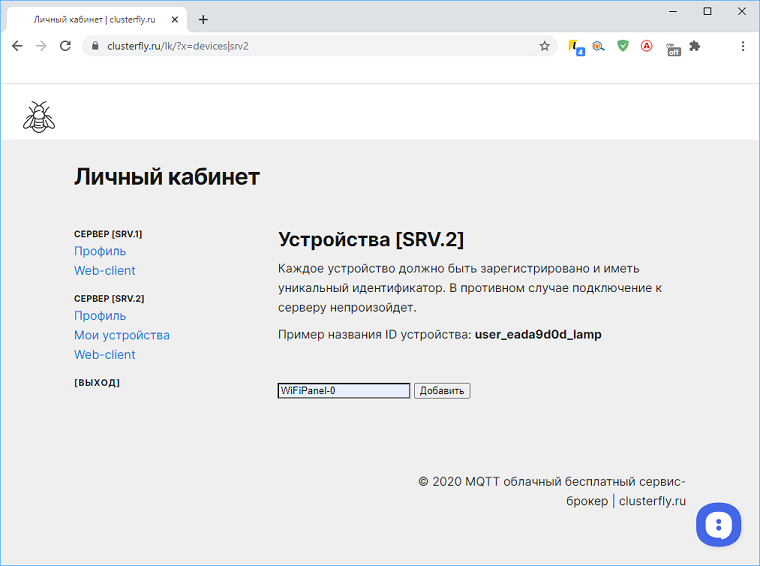 Личный кабинет | clusterfly.ru
clusterfly.ru/lk/?x=devices|srv2
4
off
Личный кабинет
СЕРВЕР [SRV.1]
Профиль
Web-client
СЕРВЕР [SRV.2]
Профиль
Мои устройства
Web-client
[ВЫХОД]
Устройства [SRV.2]
Каждое устройство должно быть зарегистрировано и иметь
уникальный идентификатор. В противном случае подключение к
серверу непроизойдет.
Пример названия ID устройства: user_eada9d0d_lamp
WiFiPanel-0 Добавить
© 2020 MQTT облачный бесплатный сервис-
брокер | clusterfly.ru